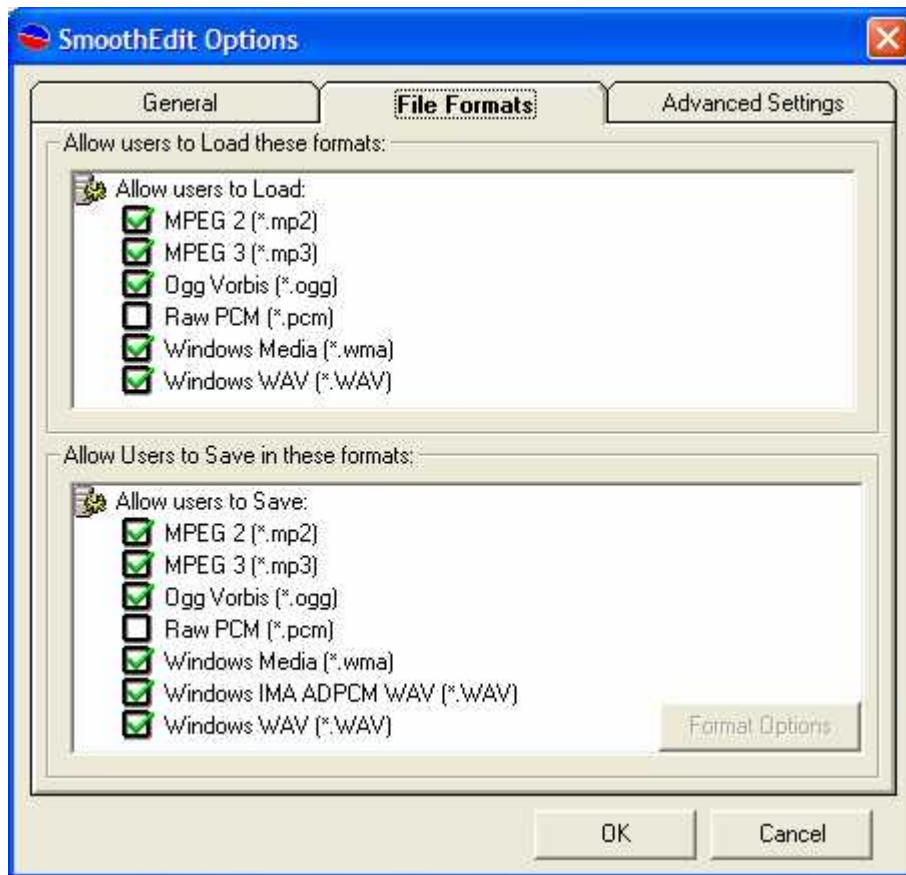 SmoothEdit Options
General File Formats Advanced Settings
Allow users to Load these formats:
Allow users to Load:
MPEG 2 (*.mp2)
MPEG 3 (*.mp3)
Ogg Vorbis (*.ogg)
Raw PCM (*.pcm)
Windows Media (*.wma)
Windows WAV (*.WAV)
Allow Users to Save in these formats:
Allow users to Save:
MPEG 2 (*.mp2)
MPEG 3 (*.mp3)
Ogg Vorbis (*.ogg)
Raw PCM (*.pcm)
Windows Media (*.wma)
Windows IMA ADPCM WAV (*.WAV)
Windows WAV (*.WAV)
Format Options
OK Cancel